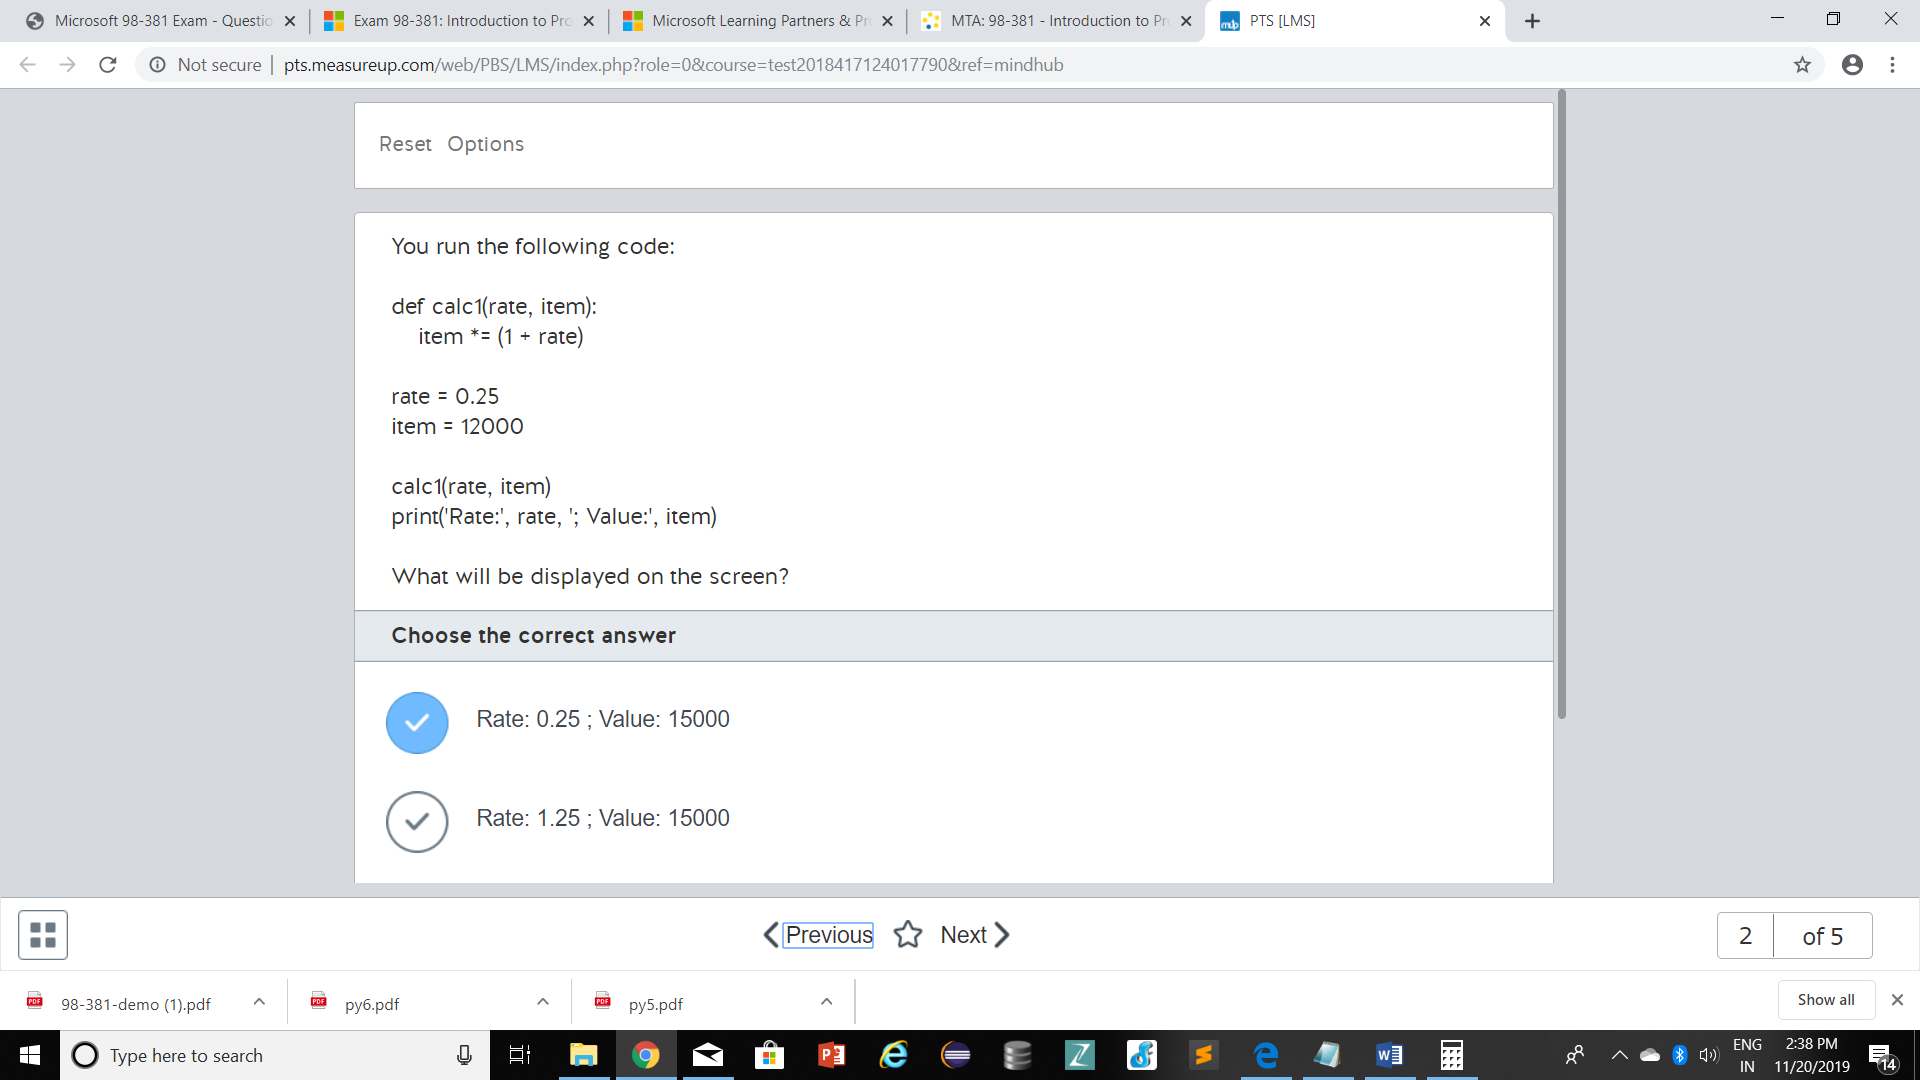 Microsoft 98-381 Exam - Questio
Exam 98-381: Introduction to Pro
Microsoft Learning Partners & Pr
MTA: 98-381 - Introduction to Pr
mup PTS [LMS]
Not secure | pts.measureup.com/web/PBS/LMS/index.php?role=0&course=test2018417124017790&ref=mindhub
Reset Options
You run the following code:
def calc1(rate, item):
item *= (1 + rate)
rate = 0.25
item = 12000
calc1(rate, item)
print('Rate:', rate, '; Value:', item)
What will be displayed on the screen?
Choose the correct answer
Rate: 0.25 ; Value: 15000
Rate: 1.25 ; Value: 15000
Previous Next
2 of 5
PDF 98-381-demo (1).pdf
PDF py6.pdf
PDF py5.pdf
Show all
Type here to search
ENG
IN
2:38 PM
11/20/2019
14